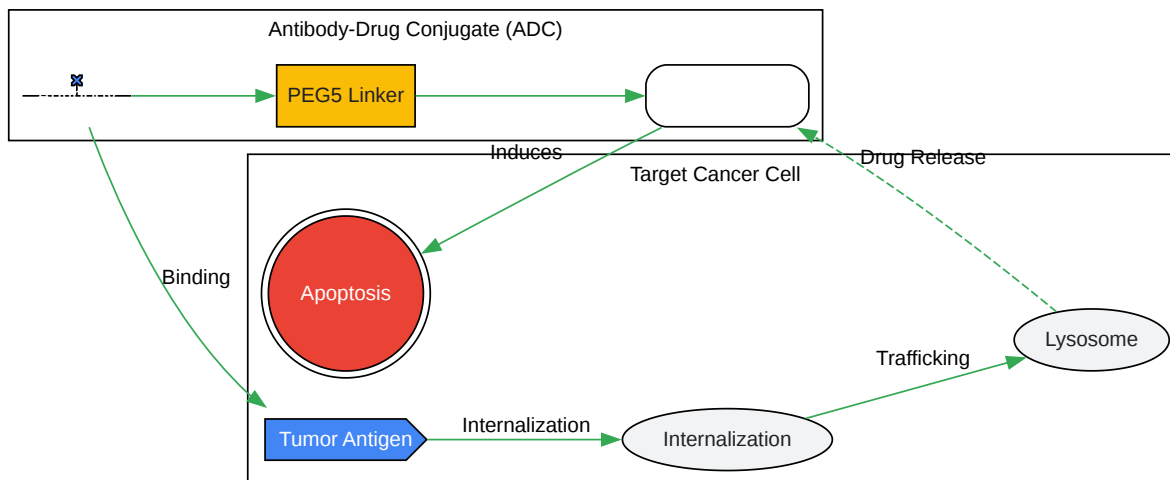 Antibody-Drug Conjugate (ADC)
PEG5 Linker
Induces
Drug Release
Target Cancer Cell
Binding
Apoptosis
Lysosome
Trafficking
Tumor Antigen
Internalization
Internalization